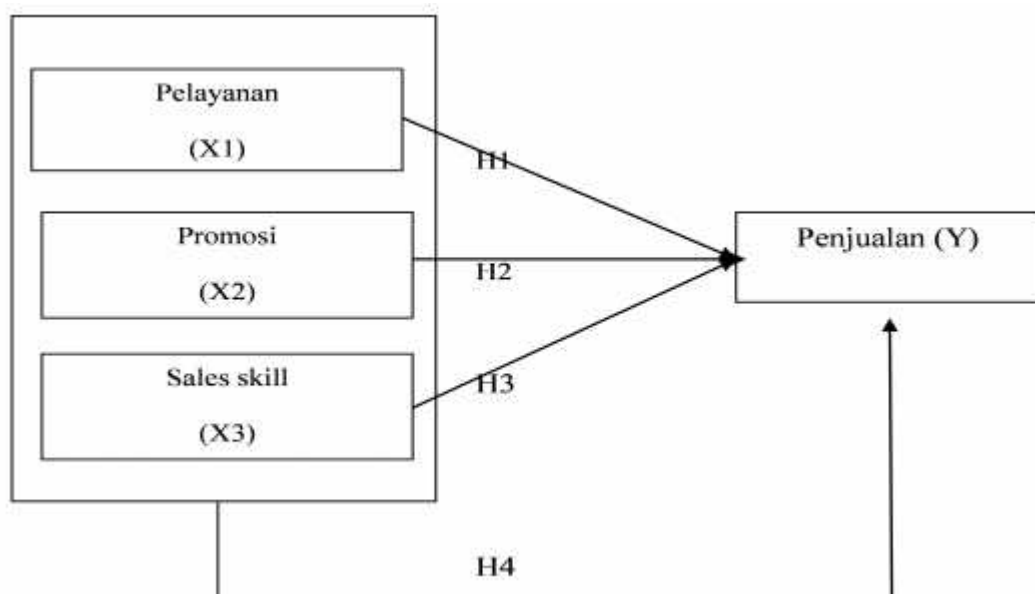 Pelayanan
(X1)
H1
Promosi
(X2)
H2
Penjualan (Y)
Sales skill
(X3)
H3
H4